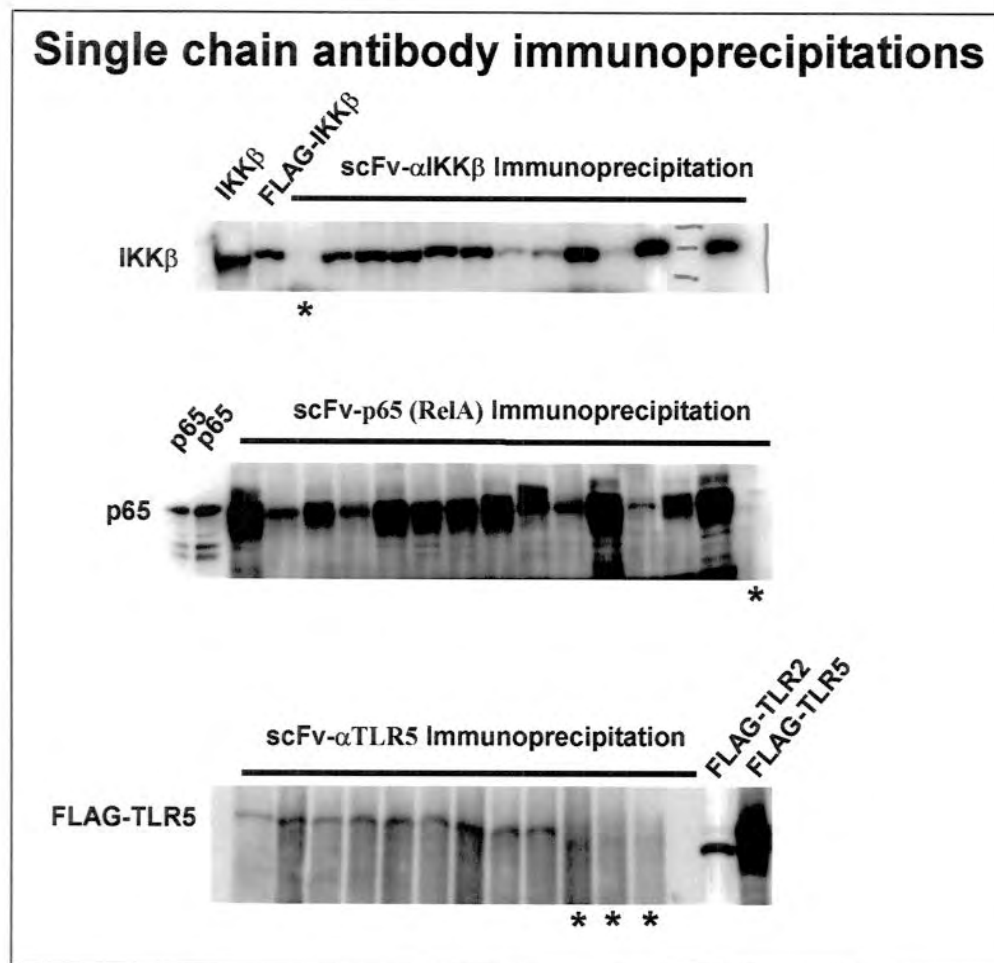 Single chain antibody immunoprecipitations
IKKβ
FLAG-IKKβ
scFv-αIKKβ Immunoprecipitation
IKKβ
*
scFv-p65 (RelA) Immunoprecipitation
p65
p65
p65
*
FLAG-TLR2
FLAG-TLR5
scFv-αTLR5 Immunoprecipitation
FLAG-TLR5
* * *